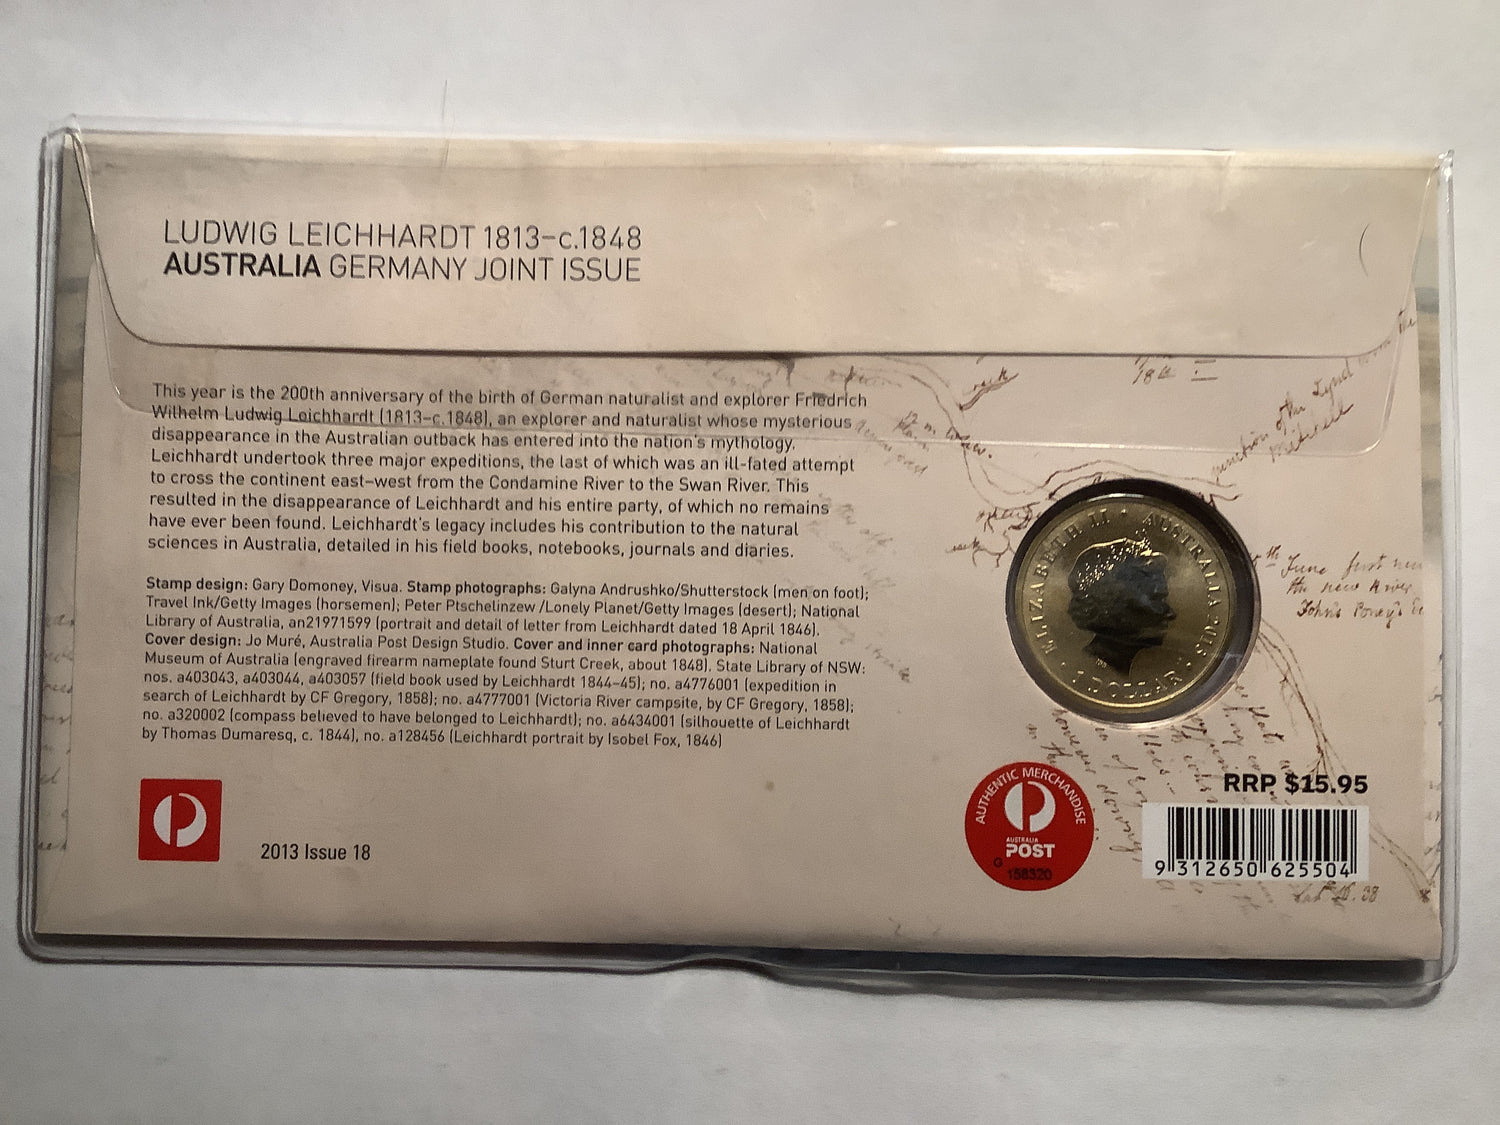 LUDWIG LEICHHARDT 1813–c.1848
AUSTRALIA GERMANY JOINT ISSUE
This year is the 200th anniversary of the birth of German naturalist and explorer Friedrich
Wilhelm Ludwig Leichhardt (1813–c.1848), an explorer and naturalist whose mysterious
disappearance in the Australian outback has entered into the nation's mythology.
Leichhardt undertook three major expeditions, the last of which was an ill-fated attempt
to cross the continent east–west from the Condamine River to the Swan River. This
resulted in the disappearance of Leichhardt and his entire party, of which no remains
have ever been found. Leichhardt's legacy includes his contribution to the natural
sciences in Australia, detailed in his field books, notebooks, journals and diaries.
Stamp design: Gary Domoney, Visua. Stamp photographs: Galyna Andrushko/Shutterstock (men on foot);
Travel Ink/Getty Images (horsemen); Peter Ptschelinzew /Lonely Planet/Getty Images (desert); National
Library of Australia, an21971599 (portrait and detail of letter from Leichhardt dated 18 April 1846).
Cover design: Jo Muré, Australia Post Design Studio. Cover and inner card photographs: National
Museum of Australia (engraved firearm nameplate found Sturt Creek, about 1848). State Library of NSW:
nos. a403043, a403044, a403057 (field book used by Leichhardt 1844–45); no. a4776001 (expedition in
search of Leichhardt by CF Gregory, 1858); no. a4777001 (Victoria River campsite, by CF Gregory, 1858);
no. a320002 (compass believed to have belonged to Leichhardt); no. a6434001 (silhouette of Leichhardt
by Thomas Dumaresq, c. 1844), no. a128456 (Leichhardt portrait by Isobel Fox, 1846)
2013 Issue 18
junction of the Lynd
Mitchell
ELIZABETH II • AUSTRALIA 2013
1 DOLLAR
th June first
the new River
AUTHENTIC MERCHANDISE
AUSTRALIA
POST
G
158320
RRP $15.95
9 312650 625504